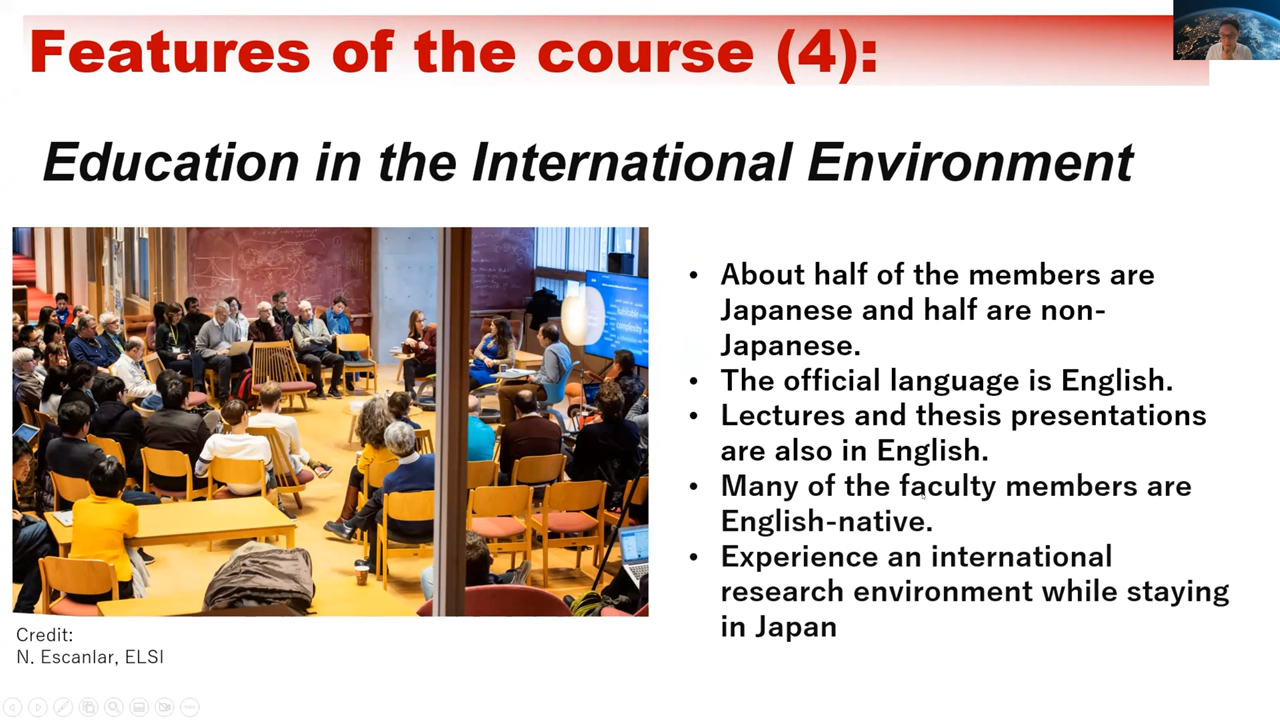 Features of the course (4):
Education in the International Environment
• About half of the members are
Japanese and half are non-
Japanese.
• The official language is English.
• Lectures and thesis presentations
are also in English.
• Many of the faculty members are
English-native.
• Experience an international
research environment while staying
in Japan
habitable
complexity
Credit:
N. Escanlar, ELSI